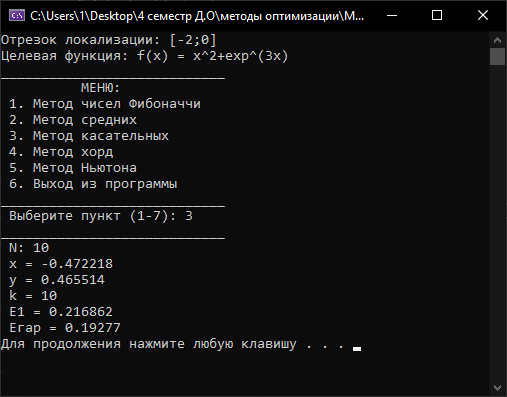 C:\Users\1\Desktop\4 семестр Д.О\методы оптимизации\М...
Отрезок локализации: [-2;0]
Целевая функция: f(x) = x^2+exp^(3x)
____________________________
МЕНЮ:
1. Метод чисел Фибоначчи
2. Метод средних
3. Метод касательных
4. Метод хорд
5. Метод Ньютона
6. Выход из программы
____________________________
Выберите пункт (1-7): 3
____________________________
N: 10
x = -0.472218
y = 0.465514
k = 10
E1 = 0.216862
Eгар = 0.19277
Для продолжения нажмите любую клавишу . . .